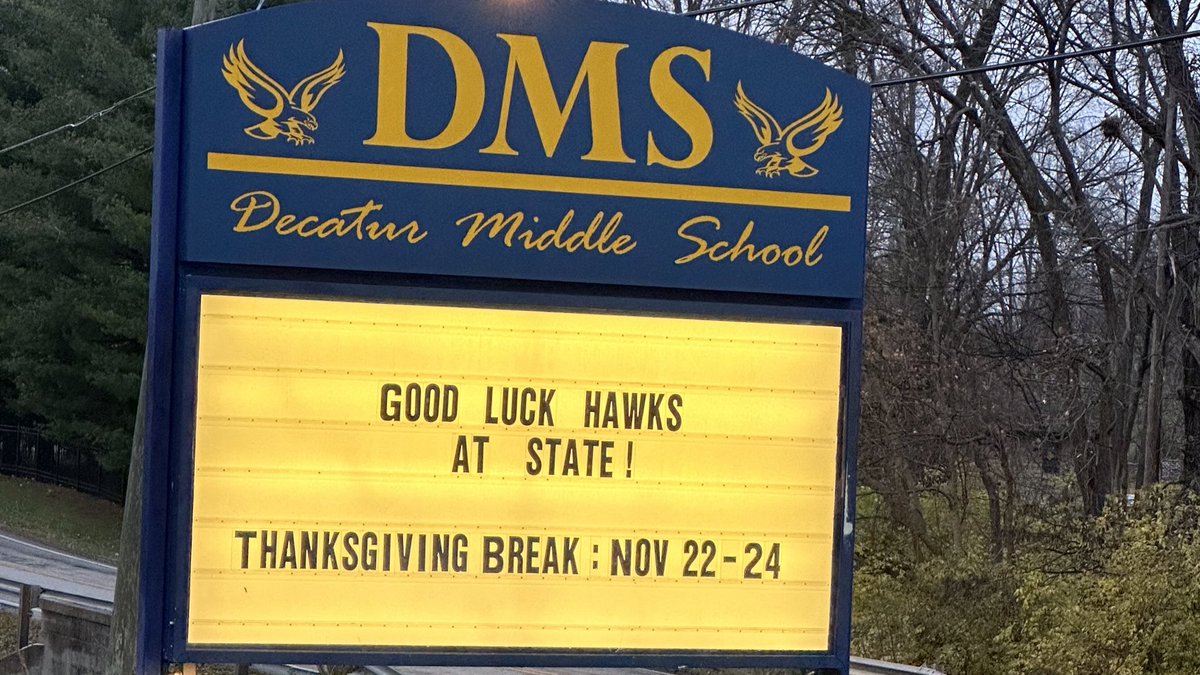 DMS
Decatur Middle School
GOOD LUCK HAWKS
AT STATE!
THANKSGIVING BREAK: NOV 22-24